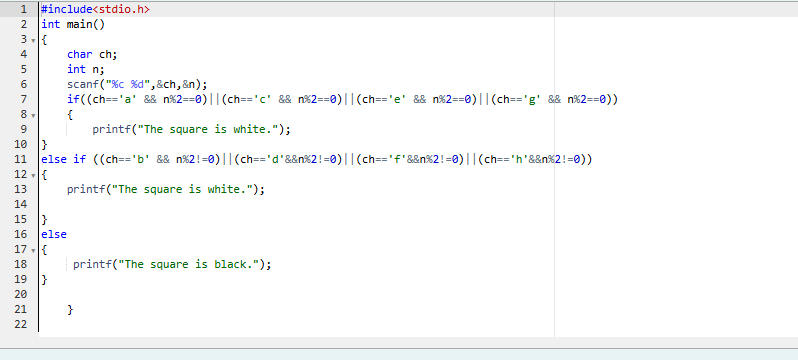 1 #include<stdio.h>
2 int main()
3 {
4 char ch;
5 int n;
6 scanf("%c %d",&ch,&n);
7 if((ch=='a' && n%2==0)||(ch=='c' && n%2==0)||(ch=='e' && n%2==0)||(ch=='g' && n%2==0))
8 {
9 printf("The square is white.");
10 }
11 else if ((ch=='b' && n%2!=0)||(ch=='d'&&n%2!=0)||(ch=='f'&&n%2!=0)||(ch=='h'&&n%2!=0))
12 {
13 printf("The square is white.");
14
15 }
16 else
17 {
18 printf("The square is black.");
19 }
20
21 }
22